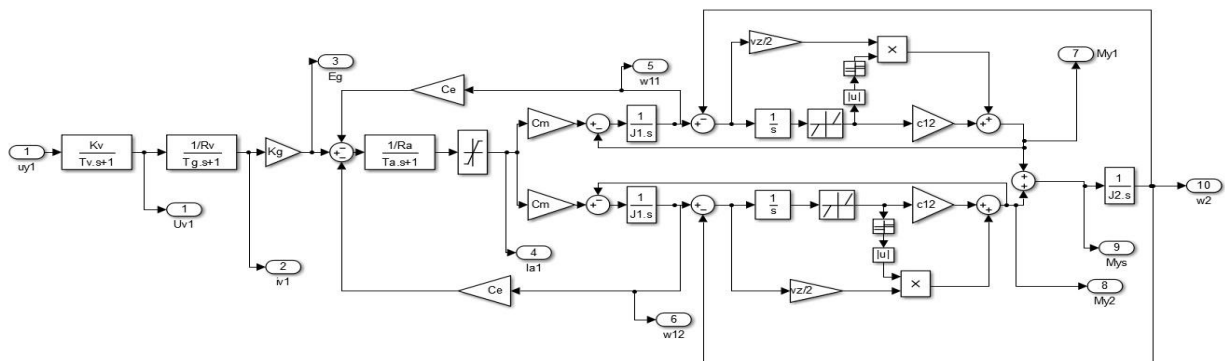 vz/2
×
7
My1
3
Eg
5
w11
Ce
|u|
Cm
1
J1.s
1
s
c12
Kv
Tv.s+1
1/Rv
Tg.s+1
Kg
1/Ra
Ta.s+1
1
uy1
1
J2.s
10
w2
Cm
1
J1.s
1
s
c12
1
Uv1
4
Ia1
|u|
9
Mys
2
iv1
Ce
vz/2
×
8
My2
6
w12